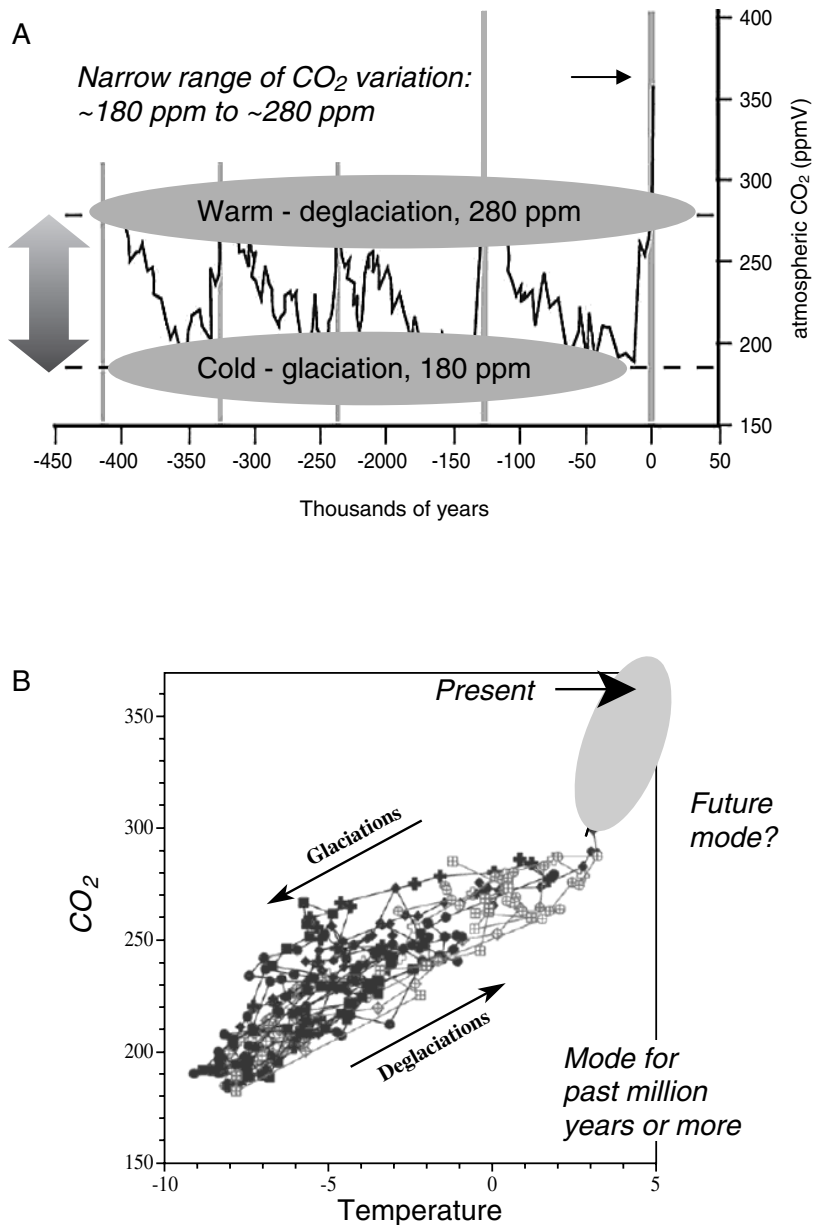 A
Narrow range of CO2 variation:
~180 ppm to ~280 ppm
400
350
300
250
200
150
atmospheric CO2 (ppmV)
Warm - deglaciation, 280 ppm
Cold - glaciation, 180 ppm
-450 -400 -350 -300 -250 -2000 -150 -100 -50 0 50
Thousands of years
B
Present
Future
mode?
350
300
250
200
150
CO2
Glaciations
Deglaciations
Mode for
past million
years or more
-10 -5 0 5
Temperature